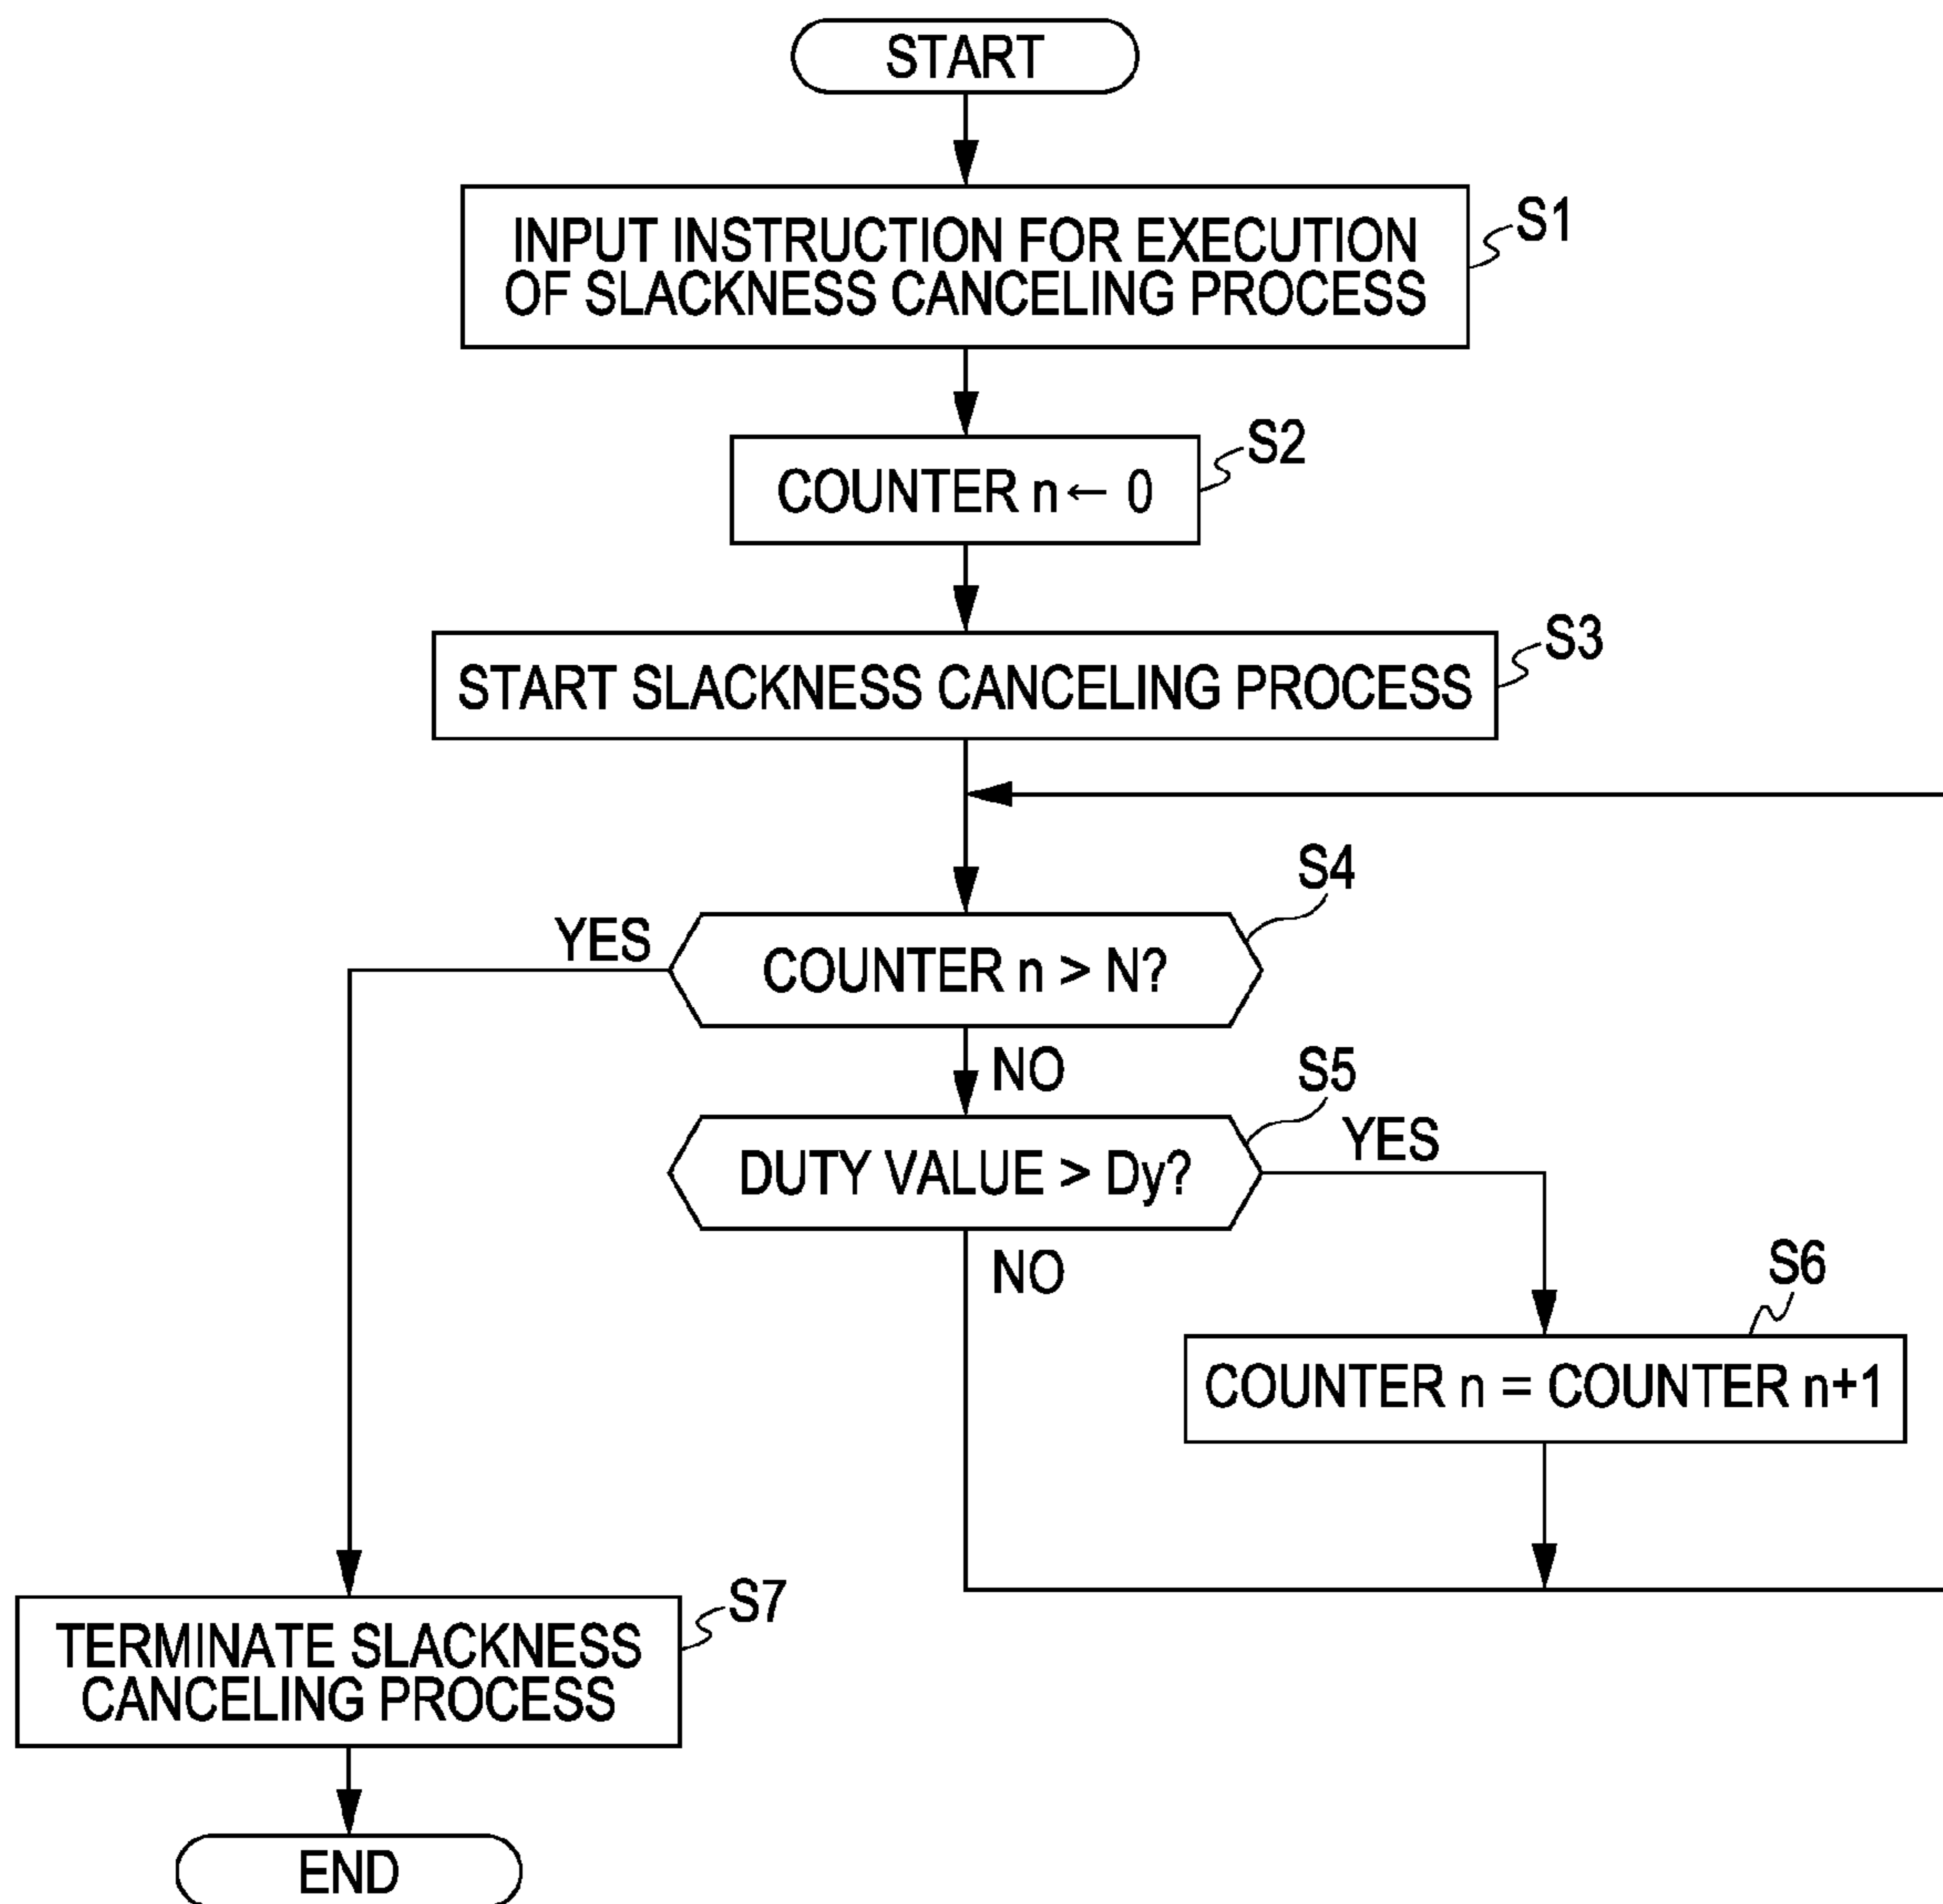 START
INPUT INSTRUCTION FOR EXECUTION
OF SLACKNESS CANCELING PROCESS
S1
COUNTER n ← 0
S2
START SLACKNESS CANCELING PROCESS
S3
COUNTER n > N?
S4
YES
NO
DUTY VALUE > Dy?
S5
YES
NO
COUNTER n = COUNTER n+1
S6
TERMINATE SLACKNESS
CANCELING PROCESS
S7
END